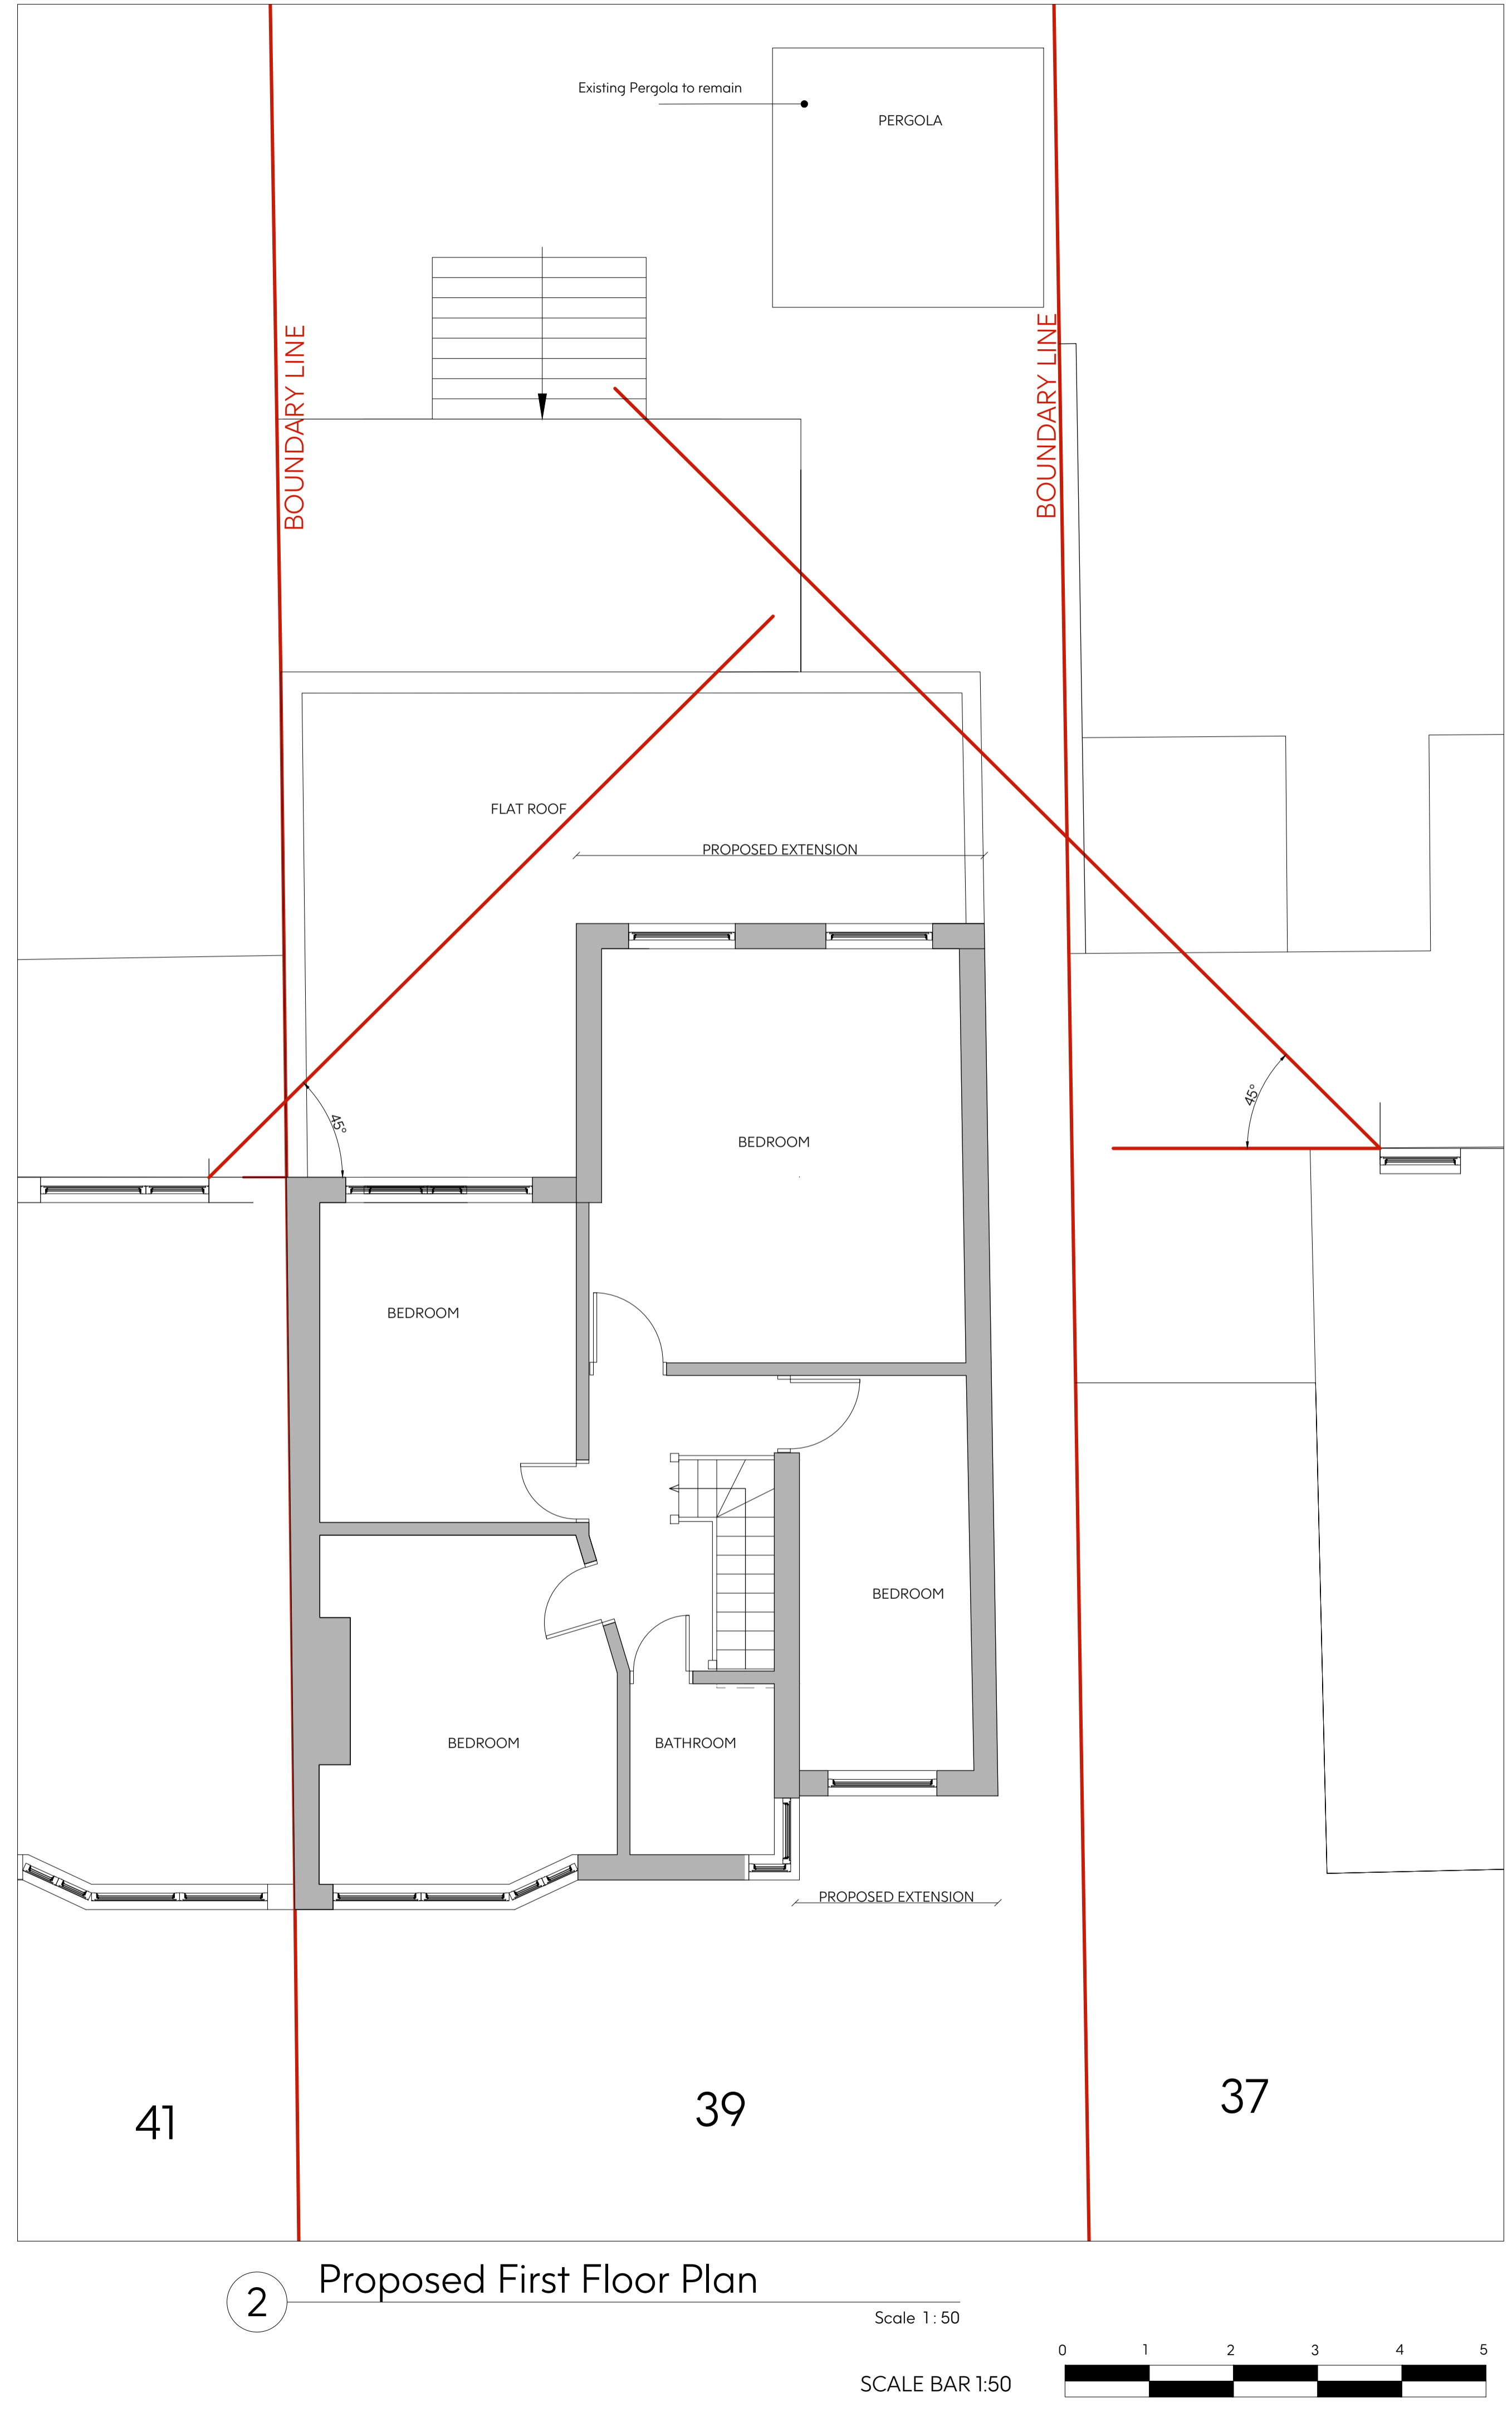 Existing Pergola to remain
PERGOLA
BOUNDARY LINE
BOUNDARY LINE
FLAT ROOF
PROPOSED EXTENSION
45°
45°
BEDROOM
BEDROOM
BEDROOM
BEDROOM
BATHROOM
PROPOSED EXTENSION
41
39
37
2
Proposed First Floor Plan
Scale 1 : 50
0 1 2 3 4 5
SCALE BAR 1:50